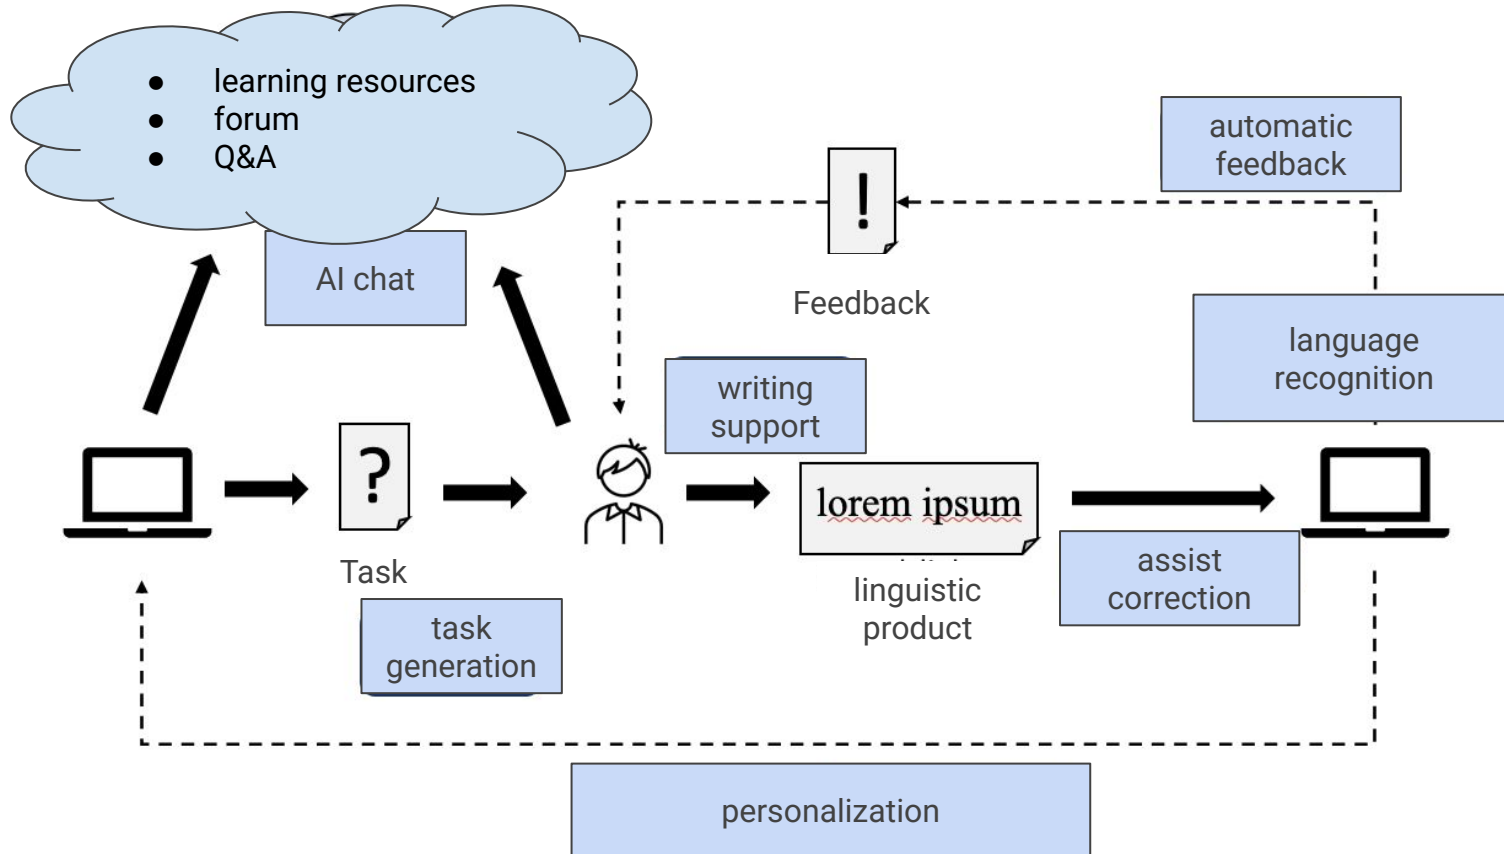 ● learning resources
● forum
● Q&A
AI chat
automatic
feedback
!
Feedback
language
recognition
writing
support
?
Task
lorem ipsum
linguistic
product
assist
correction
task
generation
personalization